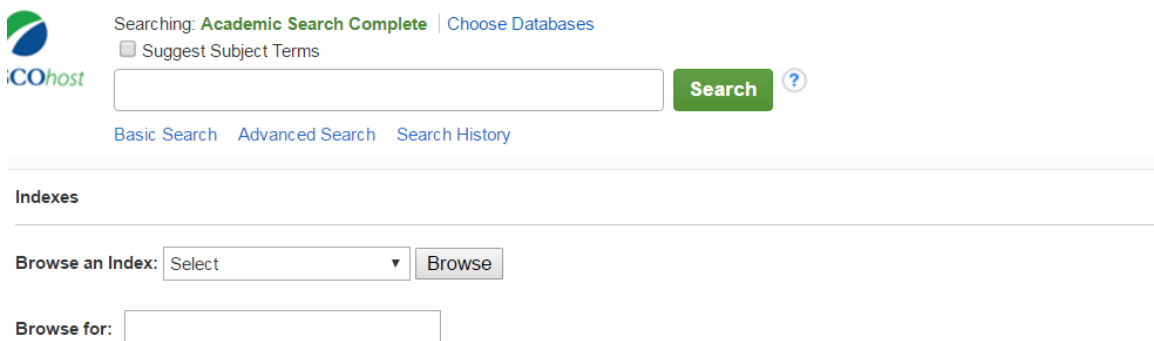 Searching: Academic Search Complete Choose Databases
Suggest Subject Terms
COhost
Search ?
Basic Search Advanced Search Search History
Indexes
Browse an Index: Select Browse
Browse for: